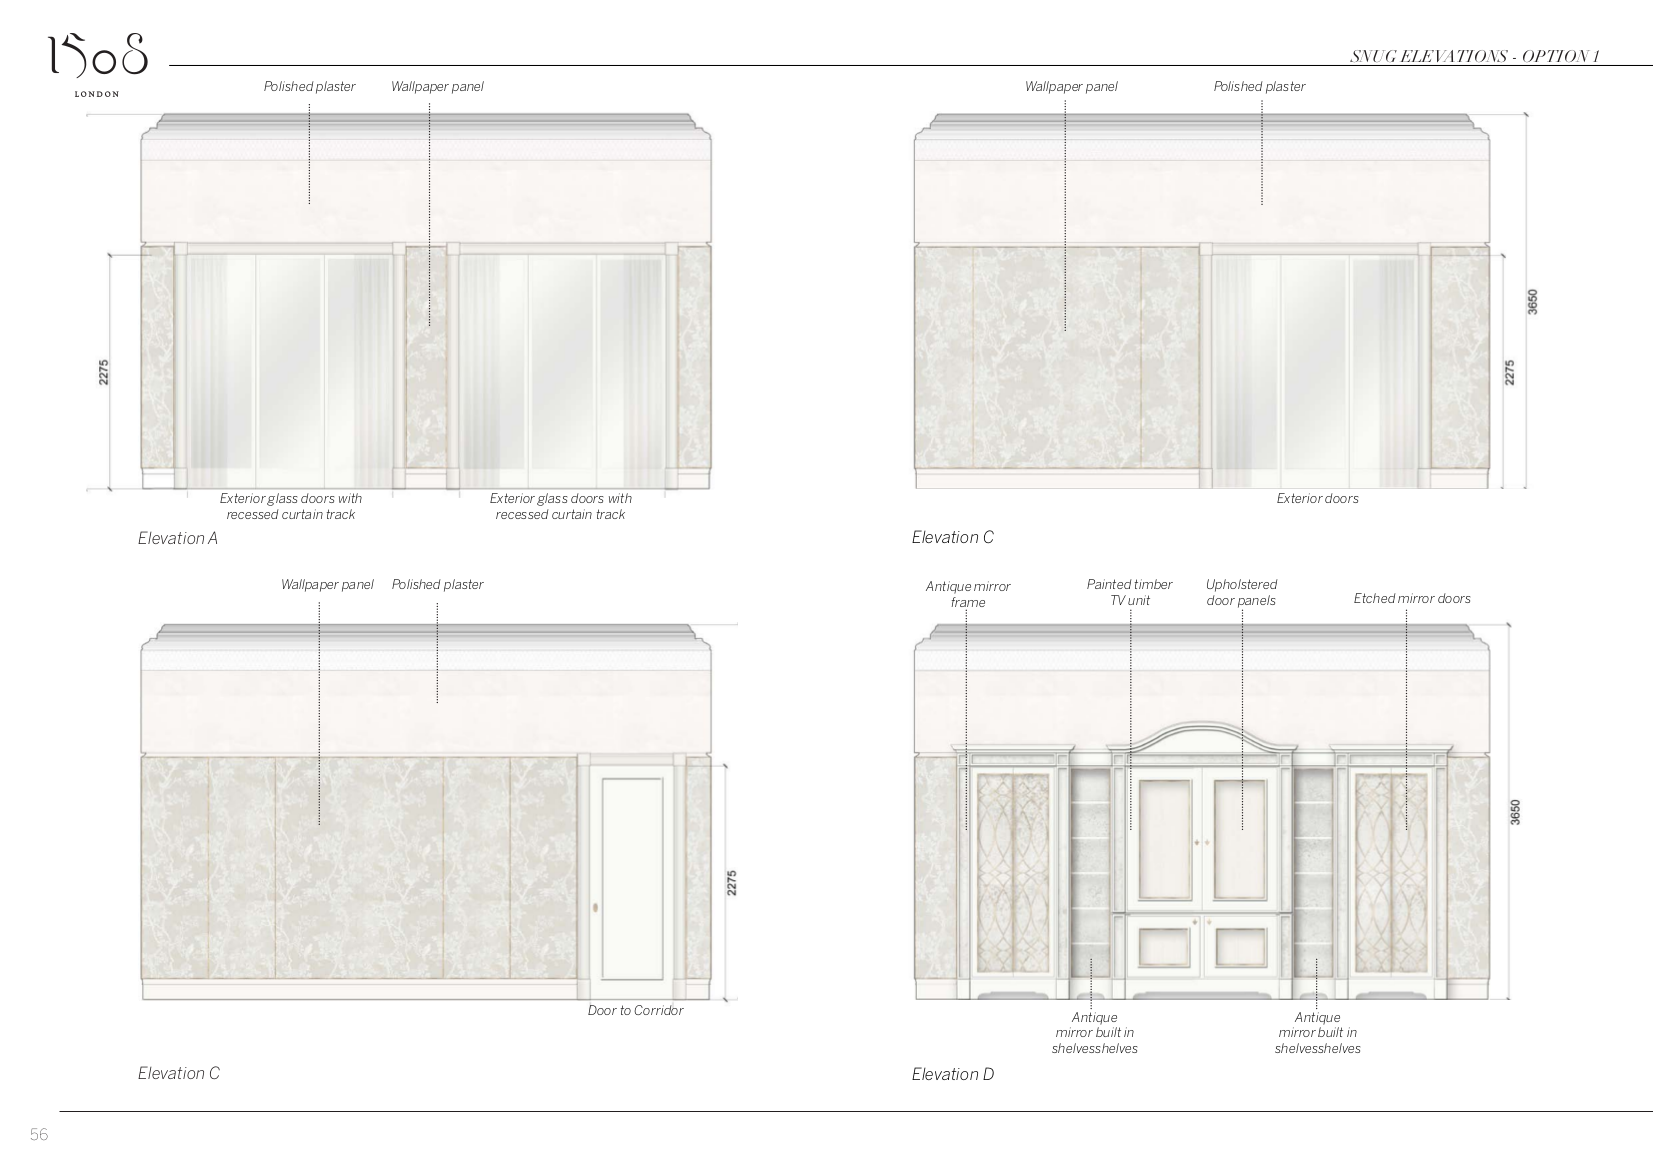 1508
LONDON
SNUG ELEVATIONS - OPTION 1
Polished plaster
Wallpaper panel
2275
Exterior glass doors with
recessed curtain track
Exterior glass doors with
recessed curtain track
Elevation A
Wallpaper panel
Polished plaster
3650
2275
Exterior doors
Elevation C
Wallpaper panel
Polished plaster
2275
Door to Corridor
Elevation C
Antique mirror
frame
Painted timber
TV unit
Upholstered
door panels
Etched mirror doors
3650
Antique
mirror built in
shelvesshelves
Antique
mirror built in
shelvesshelves
Elevation D
56